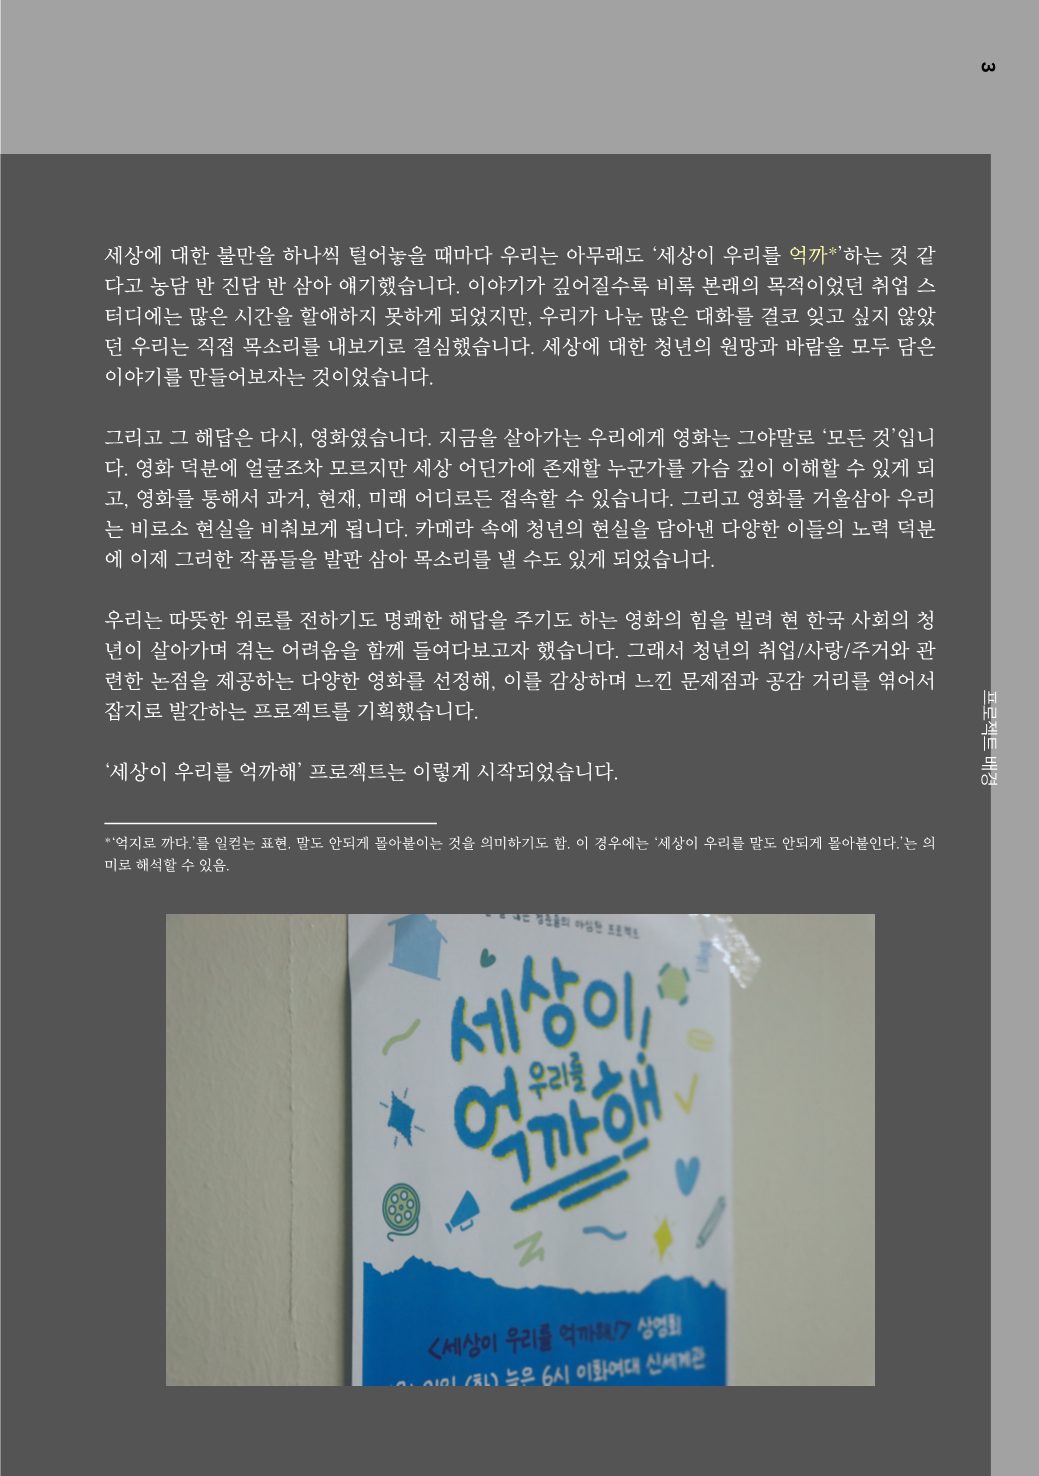 3
세상에 대한 불만을 하나씩 털어놓을 때마다 우리는 아무래도 ‘세상이 우리를 억까*’하는 것 같
다고 농담 반 진담 반 삼아 얘기했습니다. 이야기가 깊어질수록 비록 본래의 목적이었던 취업 스
터디에는 많은 시간을 할애하지 못하게 되었지만, 우리가 나눈 많은 대화를 결코 잊고 싶지 않았
던 우리는 직접 목소리를 내보기로 결심했습니다. 세상에 대한 청년의 원망과 바람을 모두 담은
이야기를 만들어보자는 것이었습니다.
그리고 그 해답은 다시, 영화였습니다. 지금을 살아가는 우리에게 영화는 그야말로 ‘모든 것’입니
다. 영화 덕분에 얼굴조차 모르지만 세상 어딘가에 존재할 누군가를 가슴 깊이 이해할 수 있게 되
고, 영화를 통해서 과거, 현재, 미래 어디로든 접속할 수 있습니다. 그리고 영화를 거울삼아 우리
는 비로소 현실을 비춰보게 됩니다. 카메라 속에 청년의 현실을 담아낸 다양한 이들의 노력 덕분
에 이제 그러한 작품들을 발판 삼아 목소리를 낼 수도 있게 되었습니다.
우리는 따뜻한 위로를 전하기도 명쾌한 해답을 주기도 하는 영화의 힘을 빌려 현 한국 사회의 청
년이 살아가며 겪는 어려움을 함께 들여다보고자 했습니다. 그래서 청년의 취업/사랑/주거와 관
련한 논점을 제공하는 다양한 영화를 선정해, 이를 감상하며 느낀 문제점과 공감 거리를 엮어서
잡지로 발간하는 프로젝트를 기획했습니다.
‘세상이 우리를 억까해’ 프로젝트는 이렇게 시작되었습니다.
프로젝트 배경
*‘억지로 까다.’를 일컫는 표현. 말도 안되게 몰아붙이는 것을 의미하기도 함. 이 경우에는 ‘세상이 우리를 말도 안되게 몰아붙인다.’는 의
미로 해석할 수 있음.
청춘들의 야심찬 프로젝트
세상이!
우리를
억까해
<세상이 우리를 억까해!> 상영회
(화) 늦은 6시 이화여대 신세계관